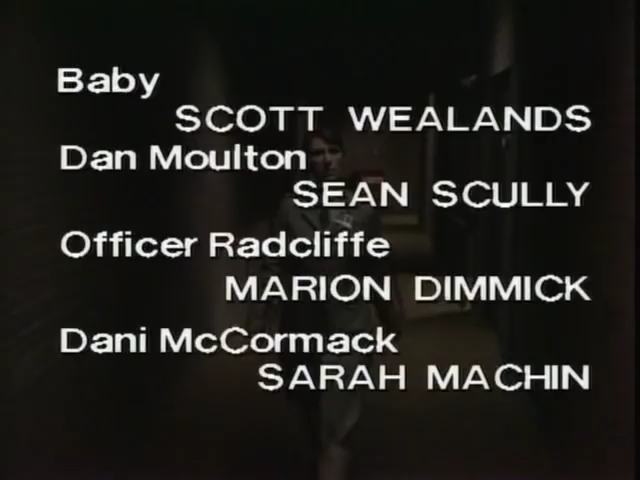 Baby
SCOTT WEALANDS
Dan Moulton
SEAN SCULLY
Officer Radcliffe
MARION DIMMICK
Dani McCormack
SARAH MACHIN